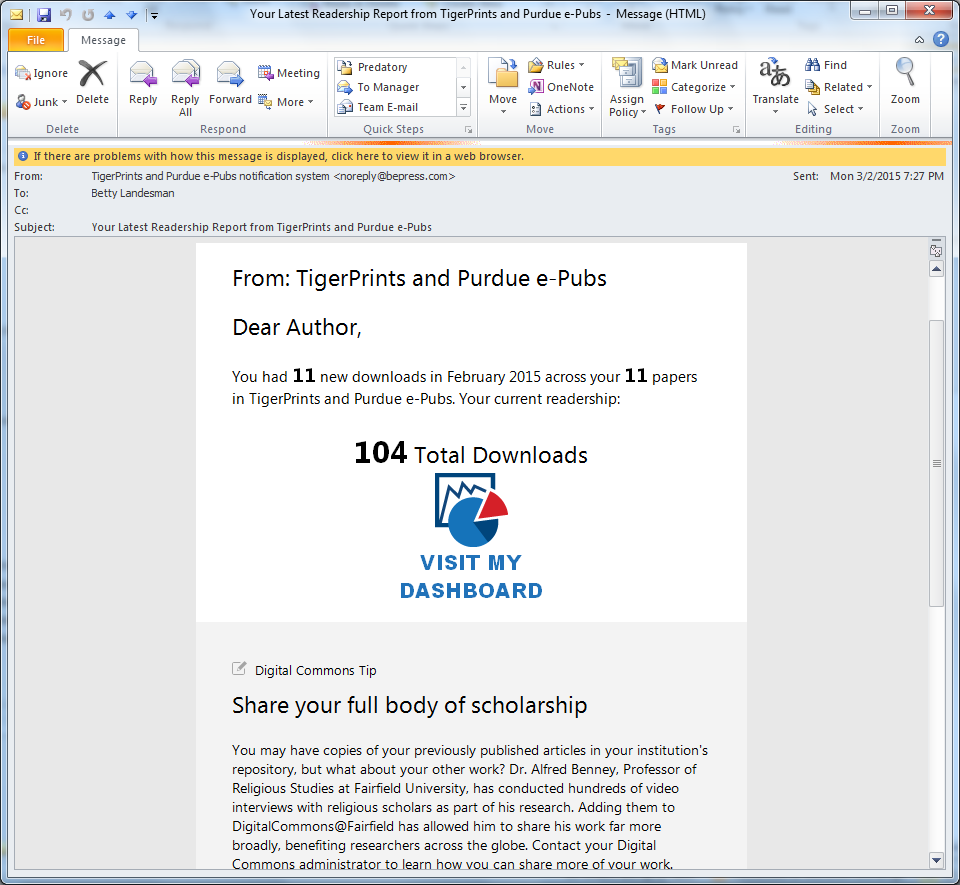 Your Latest Readership Report from TigerPrints and Purdue e-Pubs - Message (HTML)
File Message
Ignore
Junk
Delete
Reply
Reply All
Forward
Meeting
More
Predatory
To Manager
Team E-mail
Move
Rules
OneNote
Actions
Assign Policy
Mark Unread
Categorize
Follow Up
Translate
Find
Related
Select
Zoom
Delete Respond Quick Steps Move Tags Editing Zoom
If there are problems with how this message is displayed, click here to view it in a web browser.
From: TigerPrints and Purdue e-Pubs notification system <noreply@bepress.com> Sent: Mon 3/2/2015 7:27 PM
To: Betty Landesman
Cc:
Subject: Your Latest Readership Report from TigerPrints and Purdue e-Pubs
From: TigerPrints and Purdue e-Pubs
Dear Author,
You had 11 new downloads in February 2015 across your 11 papers
in TigerPrints and Purdue e-Pubs. Your current readership:
104 Total Downloads
VISIT MY
DASHBOARD
Digital Commons Tip
Share your full body of scholarship
You may have copies of your previously published articles in your institution's
repository, but what about your other work? Dr. Alfred Benney, Professor of
Religious Studies at Fairfield University, has conducted hundreds of video
interviews with religious scholars as part of his research. Adding them to
DigitalCommons@Fairfield has allowed him to share his work far more
broadly, benefiting researchers across the globe. Contact your Digital
Commons administrator to learn how you can share more of your work.